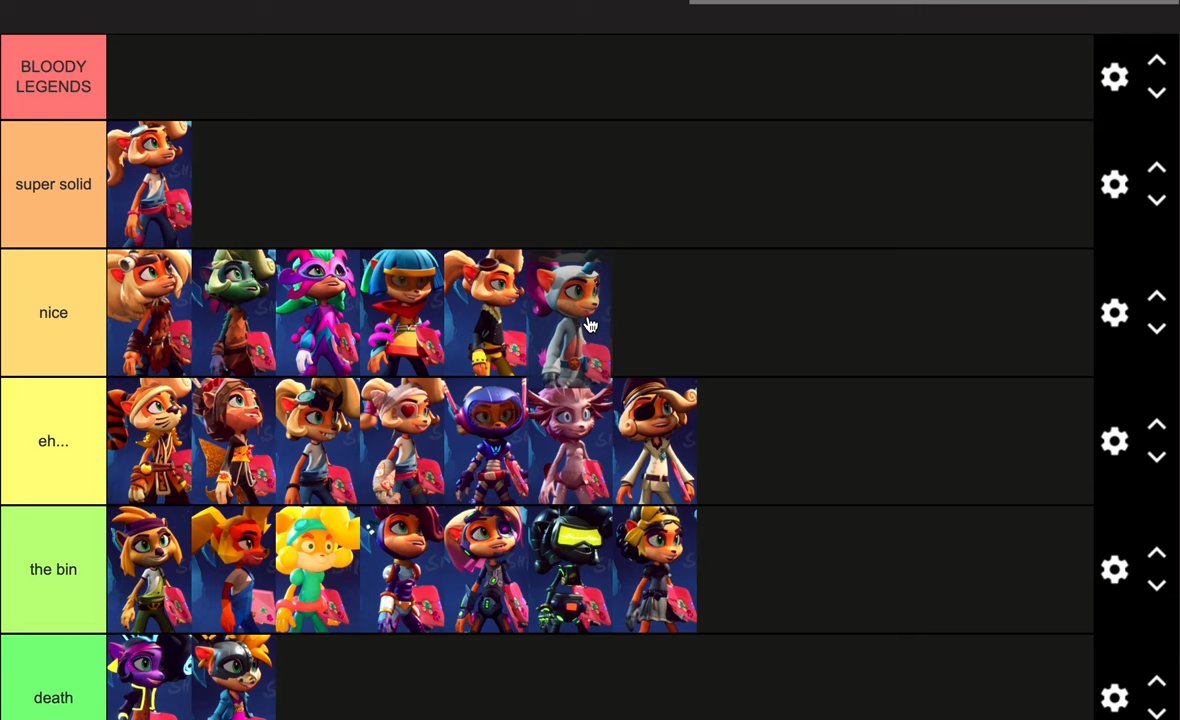 BLOODY
LEGENDS
super solid
nice
eh...
the bin
death